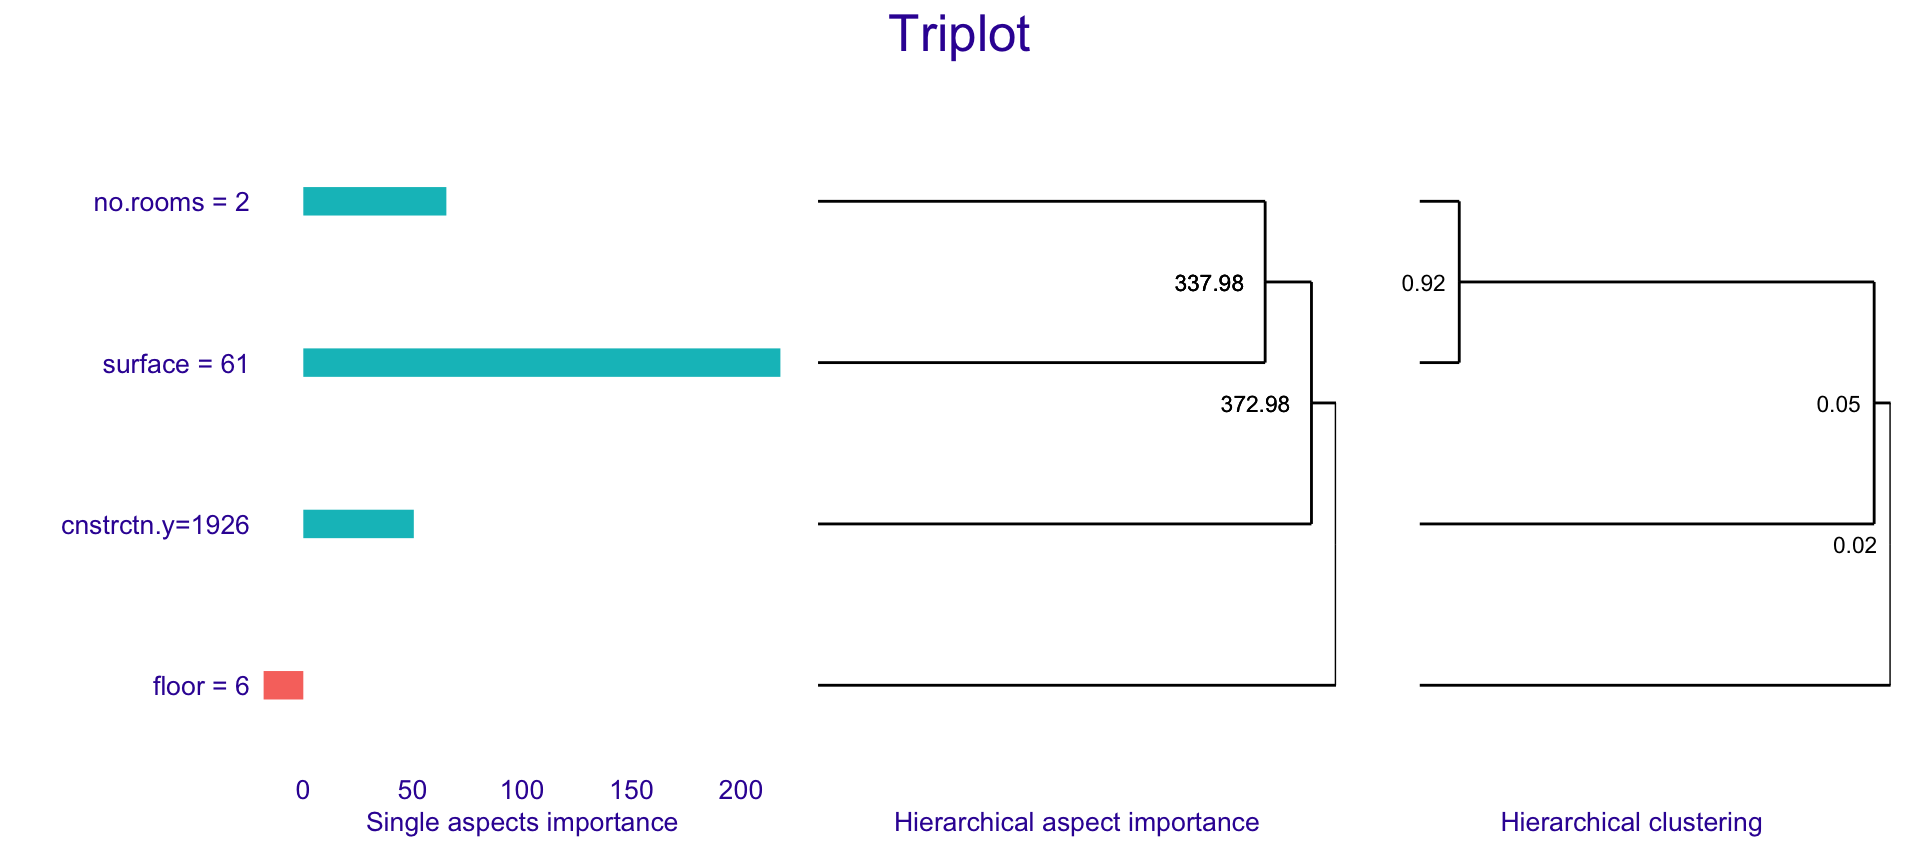 Triplot
no.rooms = 2
surface = 61
cnstrctn.y=1926
floor = 6
0 50 100 150 200
Single aspects importance
337.98
372.98
Hierarchical aspect importance
0.92
0.05
0.02
Hierarchical clustering